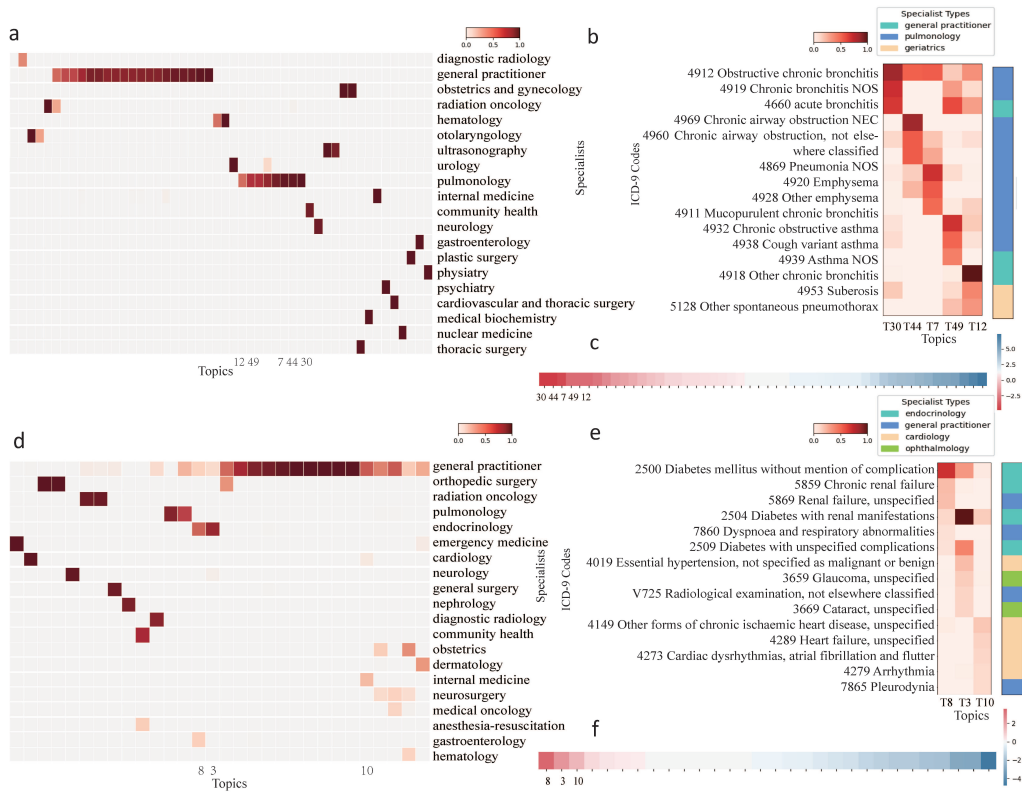 a
0.0 0.5 1.0
diagnostic radiology
general practitioner
obstetrics and gynecology
radiation oncology
hematology
otolaryngology
ultrasonography
urology
pulmonology
internal medicine
community health
neurology
gastroenterology
plastic surgery
physiatry
psychiatry
cardiovascular and thoracic surgery
medical biochemistry
nuclear medicine
thoracic surgery
Specialists
12 49 7 44 30
Topics
b
0.0 0.5 1.0
Specialist Types
general practitioner
pulmonology
geriatrics
ICD-9 Codes
4912 Obstructive chronic bronchitis
4919 Chronic bronchitis NOS
4660 acute bronchitis
4969 Chronic airway obstruction NEC
4960 Chronic airway obstruction, not else-
where classified
4869 Pneumonia NOS
4920 Emphysema
4928 Other emphysema
4911 Mucopurulent chronic bronchitis
4932 Chronic obstructive asthma
4938 Cough variant asthma
4939 Asthma NOS
4918 Other chronic bronchitis
4953 Suberosis
5128 Other spontaneous pneumothorax
T30 T44 T7 T49 T12
Topics
c
30 44 7 49 12
5.0
2.5
0.0
-2.5
d
0.0 0.5 1.0
general practitioner
orthopedic surgery
radiation oncology
pulmonology
endocrinology
emergency medicine
cardiology
neurology
general surgery
nephrology
diagnostic radiology
community health
obstetrics
dermatology
internal medicine
neurosurgery
medical oncology
anesthesia-resuscitation
gastroenterology
hematology
Specialists
8 3 10
Topics
e
0.0 0.5 1.0
Specialist Types
endocrinology
general practitioner
cardiology
ophthalmology
ICD-9 Codes
2500 Diabetes mellitus without mention of complication
5859 Chronic renal failure
5869 Renal failure, unspecified
2504 Diabetes with renal manifestations
7860 Dyspnoea and respiratory abnormalities
2509 Diabetes with unspecified complications
4019 Essential hypertension, not specified as malignant or benign
3659 Glaucoma, unspecified
V725 Radiological examination, not elsewhere classified
3669 Cataract, unspecified
4149 Other forms of chronic ischaemic heart disease, unspecified
4289 Heart failure, unspecified
4273 Cardiac dysrhythmias, atrial fibrillation and flutter
4279 Arrhythmia
7865 Pleurodynia
T8 T3 T10
Topics
f
8 3 10
2
0
-2
-4